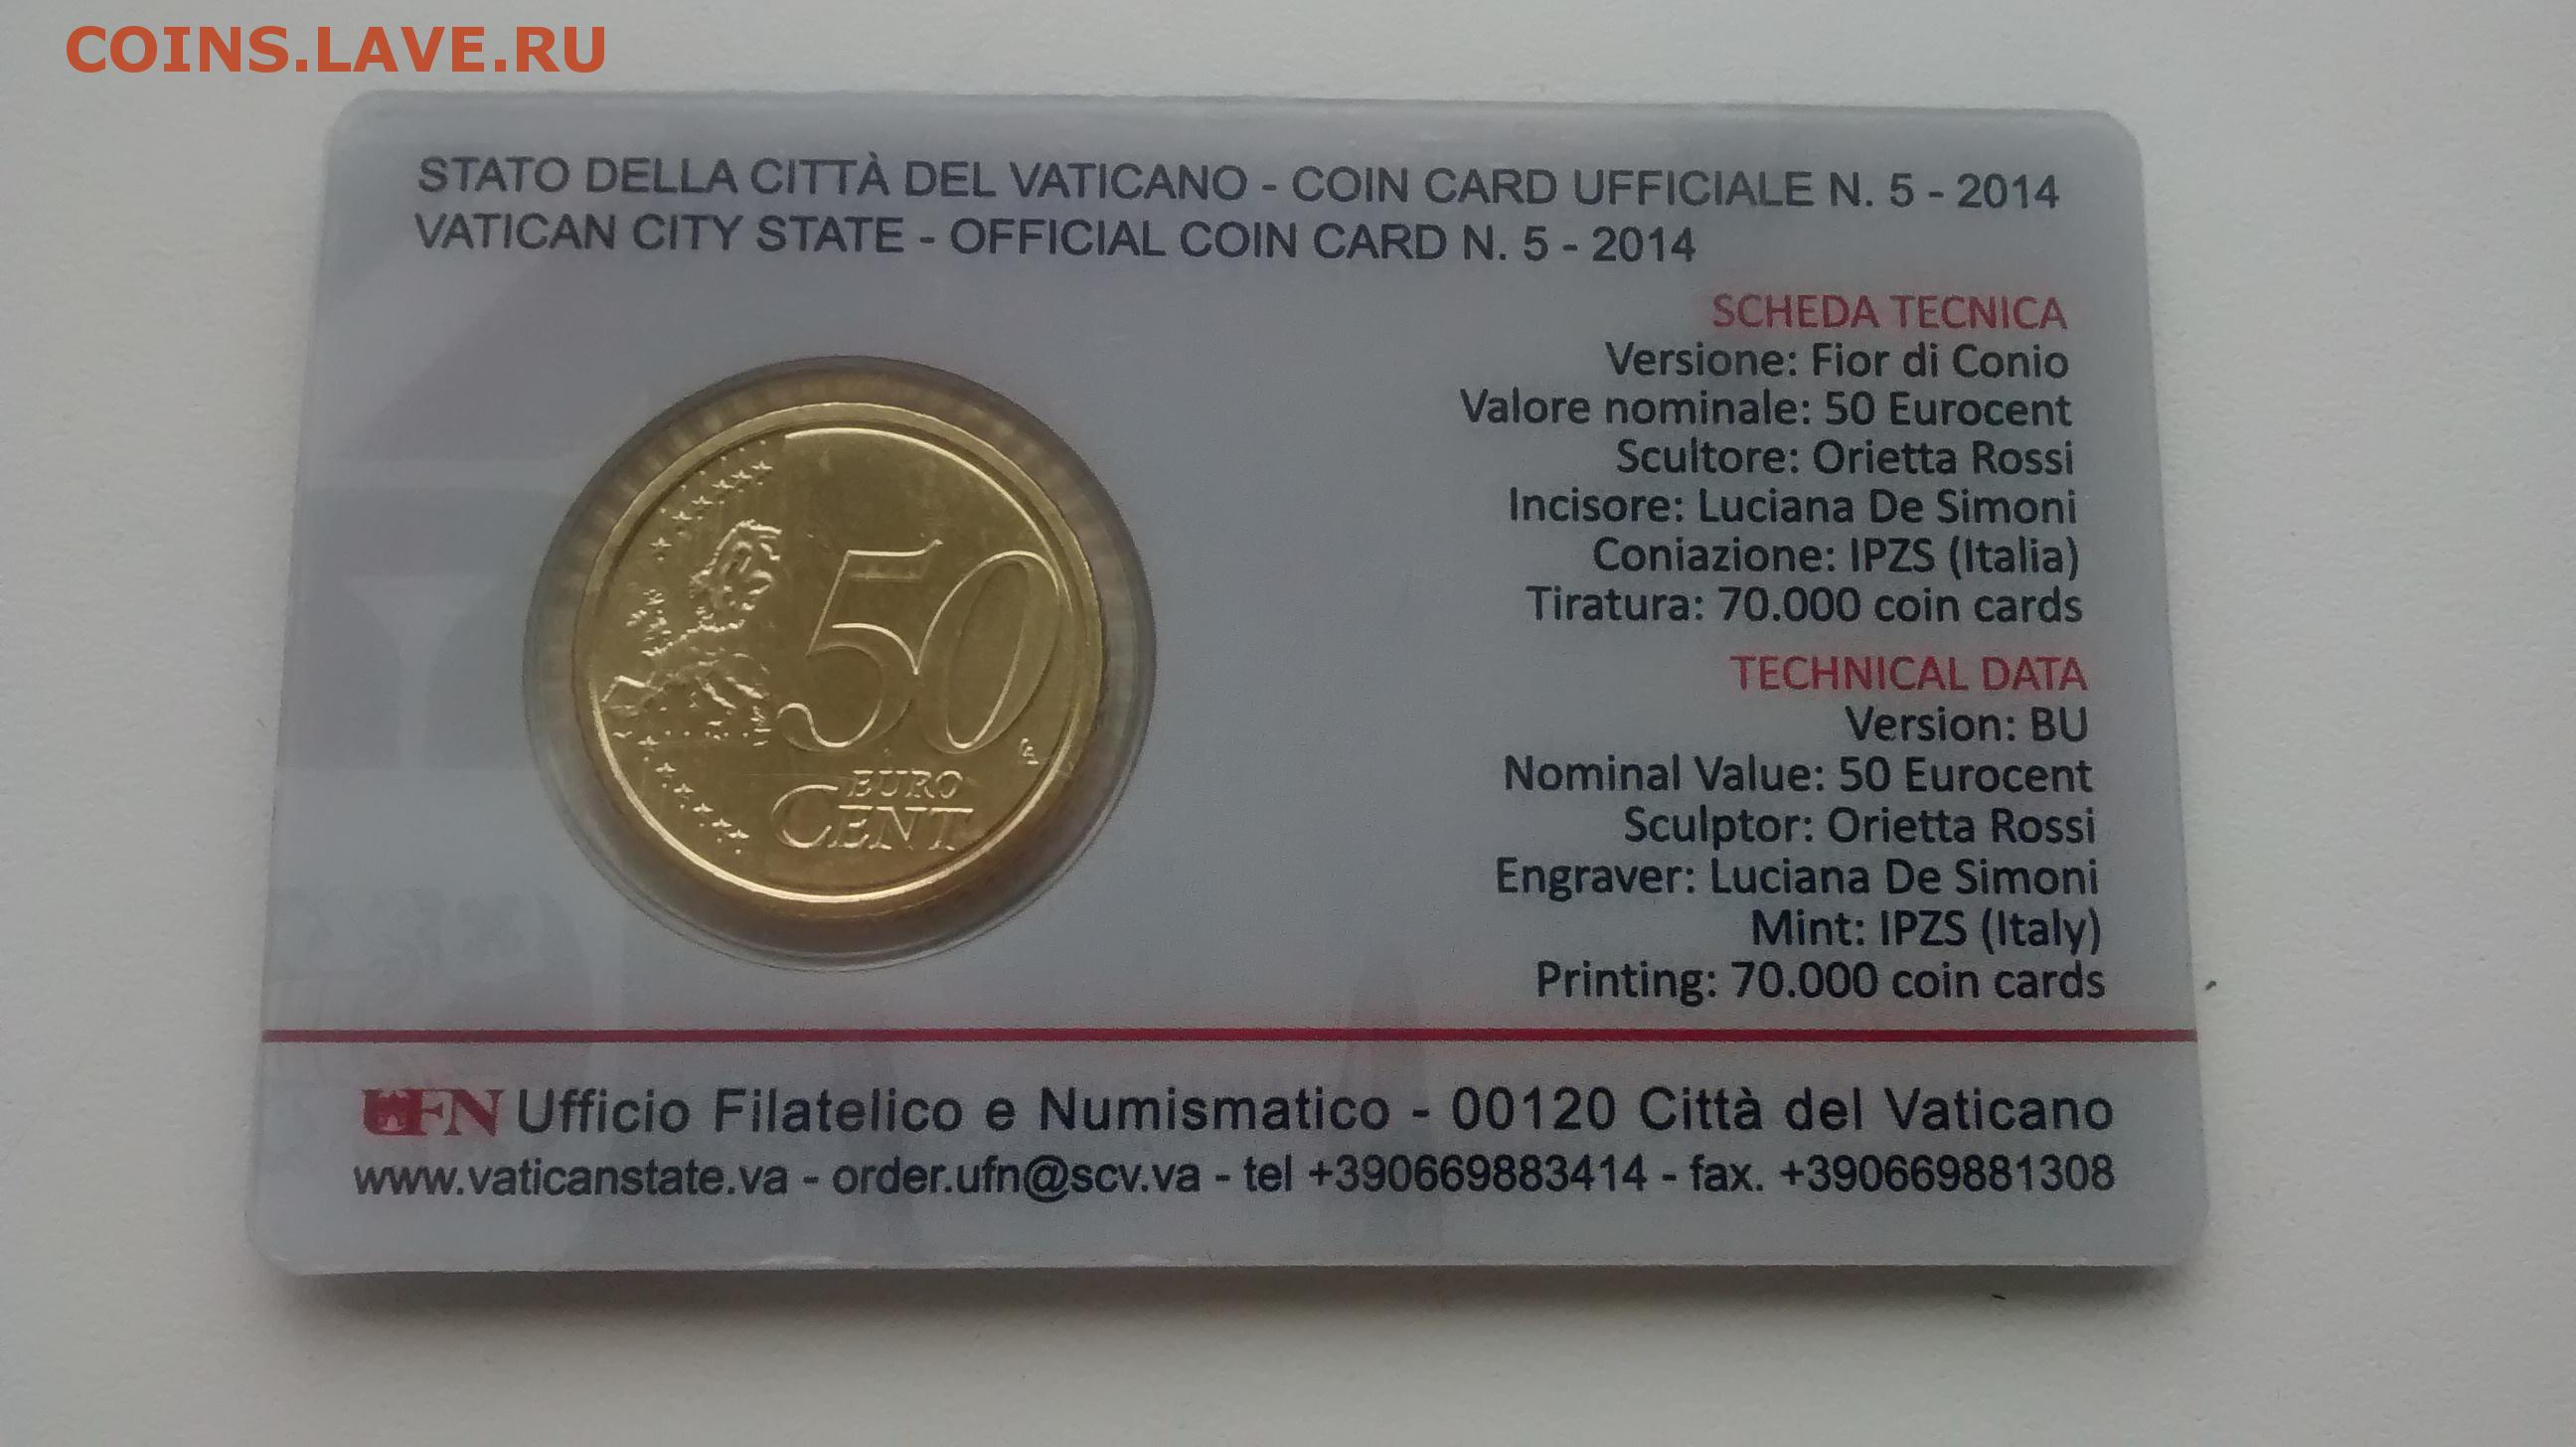 COINS.LAVE.RU
STATO DELLA CITTÀ DEL VATICANO - COIN CARD UFFICIALE N. 5 - 2014
VATICAN CITY STATE - OFFICIAL COIN CARD N. 5 - 2014
SCHEDA TECNICA
Versione: Fior di Conio
Valore nominale: 50 Eurocent
Scultore: Orietta Rossi
Incisore: Luciana De Simoni
Coniazione: IPZS (Italia)
Tiratura: 70.000 coin cards
TECHNICAL DATA
Version: BU
Nominal Value: 50 Eurocent
Sculptor: Orietta Rossi
Engraver: Luciana De Simoni
Mint: IPZS (Italy)
Printing: 70.000 coin cards
50
EURO
CENT
UFN Ufficio Filatelico e Numismatico - 00120 Città del Vaticano
www.vaticanstate.va - order.ufn@scv.va - tel +390669883414 - fax. +390669881308